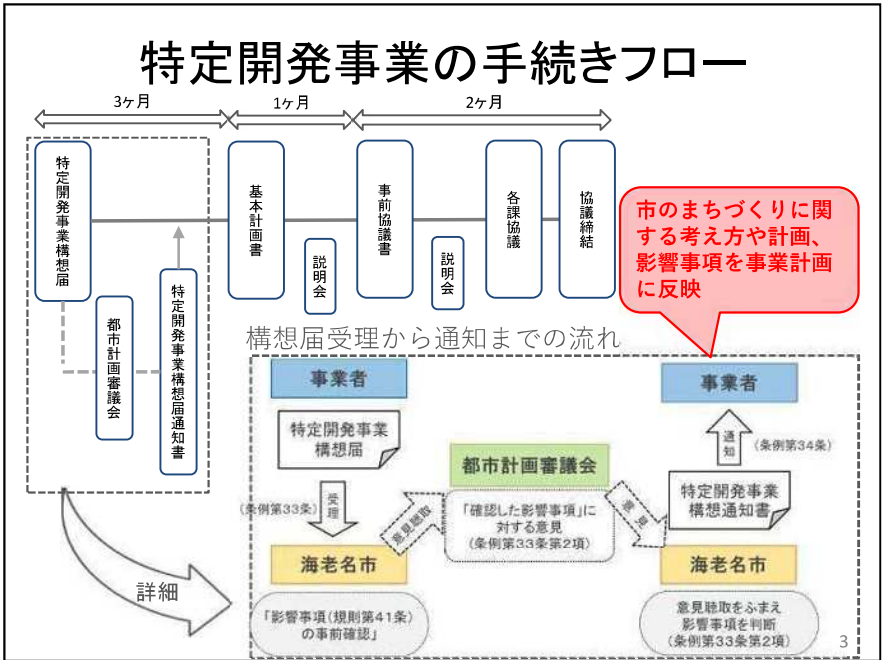 特定開発事業の手続きフロー
3ヶ月
1ヶ月
2ヶ月
特定開発事業構想届
都市計画審議会
特定開発事業構想届通知書
基本計画書
説明会
事前協議書
説明会
各課協議
協議締結
市のまちづくりに関
する考え方や計画、
影響事項を事業計画
に反映
構想届受理から通知までの流れ
事業者
特定開発事業
構想届
(条例第33条)
受理
海老名市
「影響事項(規則第41条)
の事前確認」
意見聴取
都市計画審議会
「確認した影響事項」に
対する意見
(条例第33条第2項)
意見
事業者
通知
(条例第34条)
特定開発事業
構想通知書
海老名市
意見聴取をふまえ
影響事項を判断
(条例第33条第2項)
詳細
3